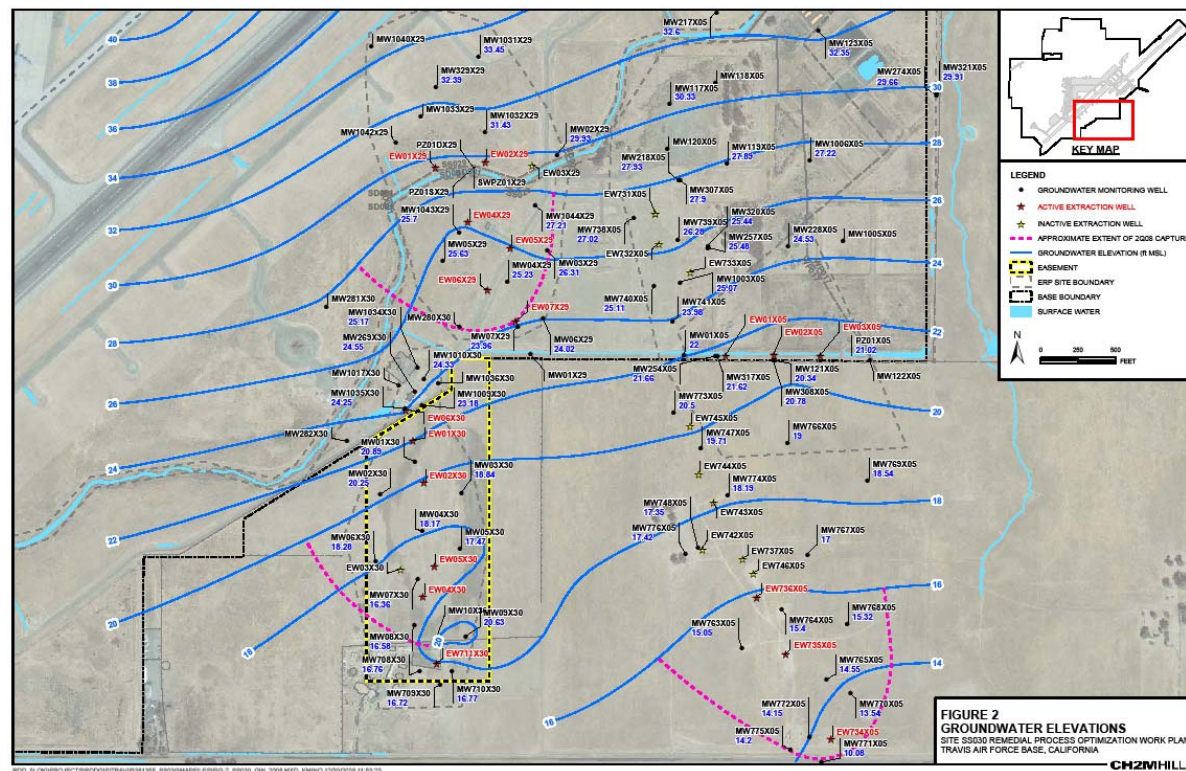 MW217X05
32.6
MW1040X29
MW1031X29
33.45
MW123X05
32.35
MW329X29
32.39
MW118X05
MW274X05
29.66
MW321X05
29.91
MW117X05
30.33
MW1033X29
MW1032X29
31.43
MW1042X29
MW02X29
29.93
MW120X05
MW119X05
27.89
MW1006X05
27.22
PZ01DX29
EW01X29
EW02X29
MW218X05
27.93
EW03X29
SWPZ01X29
PZ01SX29
EW731X05
MW307X05
27.9
MW1043X29
25.7
EW04X29
MW1044X29
27.21
MW738X05
27.02
MW739X05
26.28
MW320X05
25.44
MW257X05
25.48
MW228X05
24.53
MW1005X05
MW05X29
25.63
EW05X29
MW04X29
25.23
MW03X29
26.31
EW732X05
EW733X05
MW1003X05
25.07
EW06X29
MW281X30
25.17
MW1034X30
24.55
MW269X30
MW280X30
EW07X29
MW740X05
25.11
MW741X05
23.98
MW07X29
23.96
MW06X29
24.02
MW01X05
22
EW01X05
EW02X05
EW03X05
PZ01X05
21.02
MW1010X30
24.33
MW1017X30
MW1035X30
24.25
MW1036X30
MW1009X30
23.18
MW01X29
MW254X05
21.66
MW317X05
21.62
MW121X05
20.34
MW122X05
MW773X05
20.5
MW308X05
20.78
EW06X30
EW745X05
MW282X30
EW01X30
MW01X30
20.89
MW747X05
19.71
MW766X05
19
EW02X30
MW03X30
18.84
MW02X30
20.25
EW744X05
MW774X05
18.19
MW769X05
18.54
MW04X30
18.17
MW748X05
17.35
EW743X05
MW05X30
17.47
MW06X30
18.28
MW776X05
17.42
EW742X05
EW737X05
MW767X05
17
EW03X30
EW05X30
EW746X05
EW04X30
MW07X30
16.36
EW736X05
MW09X30
20.63
MW08X30
16.58
MW763X05
15.05
MW764X05
15.4
MW768X05
15.32
EW711X30
EW735X05
MW708X30
16.76
MW765X05
14.55
MW709X30
16.72
MW710X30
16.77
MW772X05
14.15
MW770X05
13.54
MW775X05
14.2
EW734X05
MW771X05
10.08
40
38
36
34
32
30
28
26
24
22
20
18
16
30
28
26
24
22
20
18
16
14
20
16
KEY MAP
LEGEND
GROUNDWATER MONITORING WELL
ACTIVE EXTRACTION WELL
INACTIVE EXTRACTION WELL
APPROXIMATE EXTENT OF 2Q08 CAPTURE
GROUNDWATER ELEVATION (ft MSL)
EASEMENT
ERP SITE BOUNDARY
BASE BOUNDARY
SURFACE WATER
N
0 250 500
FEET
FIGURE 2
GROUNDWATER ELEVATIONS
SITE SS030 REMEDIAL PROCESS OPTIMIZATION WORK PLAN
TRAVIS AIR FORCE BASE, CALIFORNIA
CH2MHILL